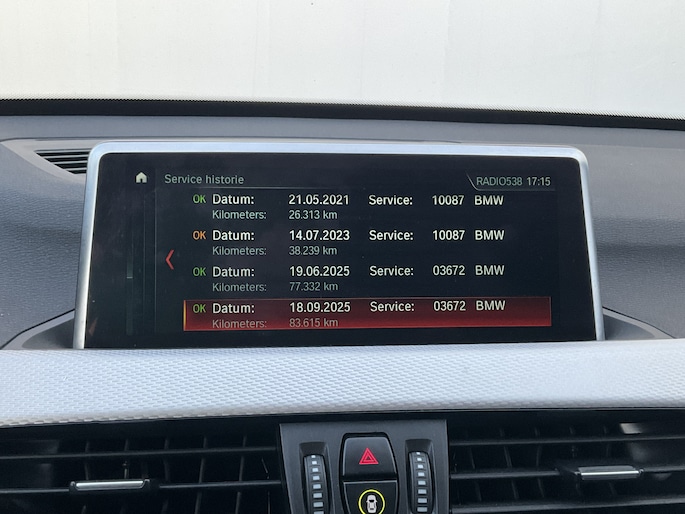 Service historie RADIO538 17:15
OK Datum: 21.05.2021 Service: 10087 BMW
Kilometers: 26.313 km
OK Datum: 14.07.2023 Service: 10087 BMW
Kilometers: 38.239 km
OK Datum: 19.06.2025 Service: 03672 BMW
Kilometers: 77.332 km
OK Datum: 18.09.2025 Service: 03672 BMW
Kilometers: 83.615 km